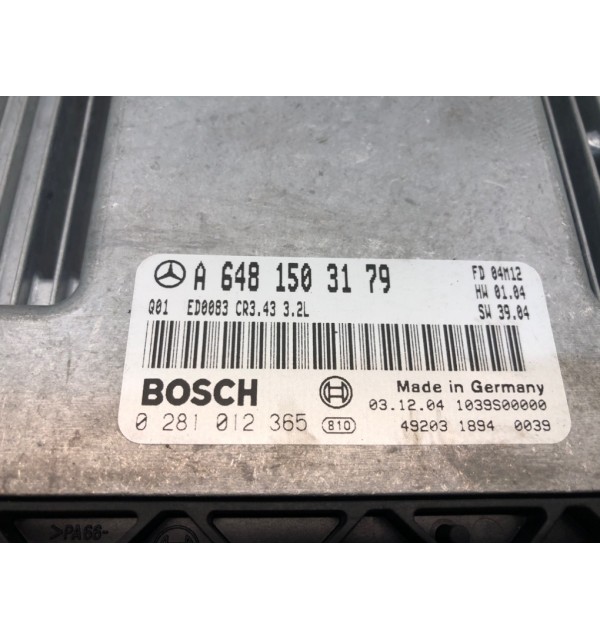 A 648 150 31 79
FD 04M12
HW 01.04
Q01 ED0083 CR3.43 3.2L
SW 39.04
BOSCH
Made in Germany
03.12.04 1039S00000
0 281 012 365 810
49203 1894 0039
>PA66-